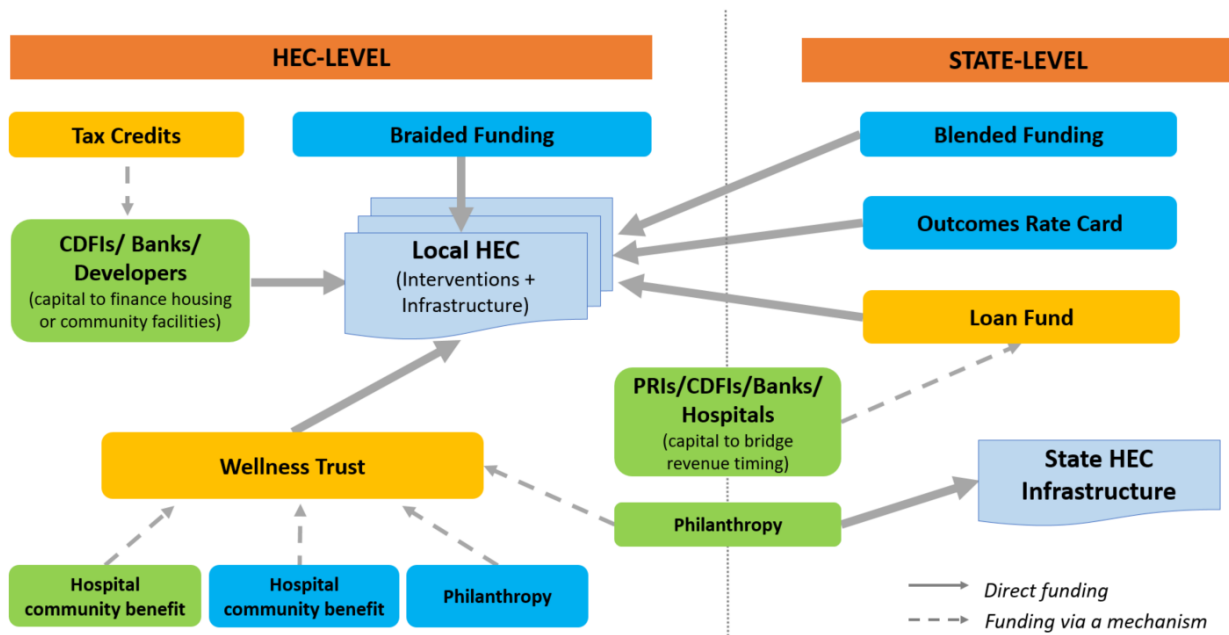 HEC-LEVEL
STATE-LEVEL
Tax Credits
Braided Funding
Blended Funding
CDFIs/ Banks/
Developers
(capital to finance housing
or community facilities)
Local HEC
(Interventions +
Infrastructure)
Outcomes Rate Card
Loan Fund
PRIs/CDFIs/Banks/
Hospitals
(capital to bridge
revenue timing)
Wellness Trust
State HEC
Infrastructure
Philanthropy
Hospital
community benefit
Hospital
community benefit
Philanthropy
Direct funding
Funding via a mechanism